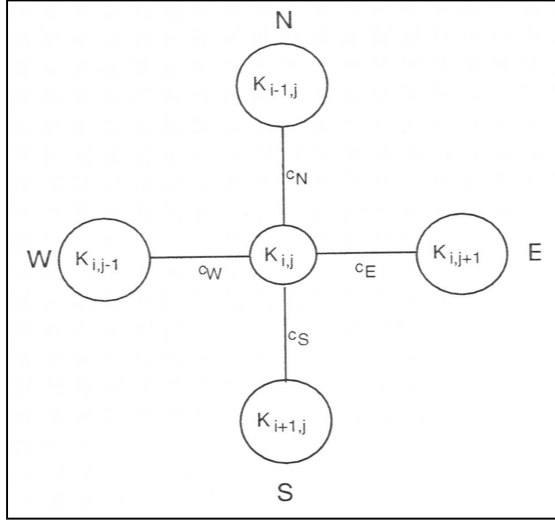 N
K i-1,j
cN
W
K i,j-1
cW
K i,j
cE
K i,j+1
E
cS
K i+1,j
S